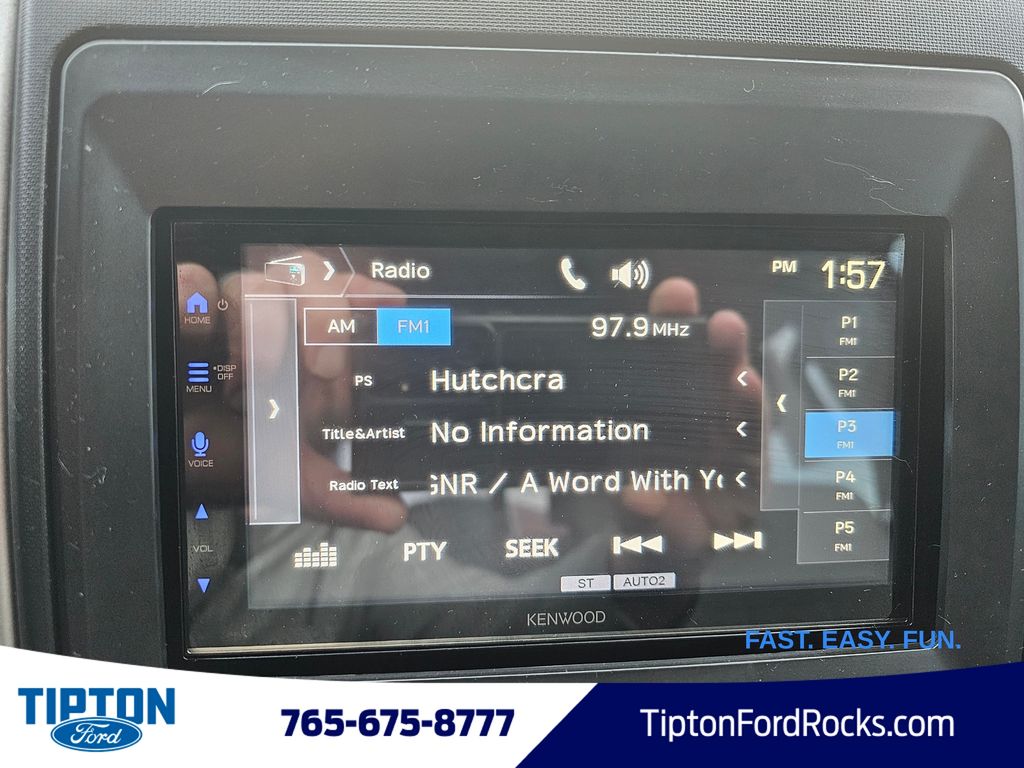 Radio
PM 1:57
HOME
AM FM1
97.9 MHz
P1
FM1
DISP
OFF
MENU
PS Hutchcra
P2
FM1
Title&Artist No Information
P3
FM1
VOICE
Radio Text GNR / A Word With Yo
P4
FM1
VOL
PTY SEEK
P5
FM1
ST AUTO2
KENWOOD
FAST. EASY. FUN.
TIPTON
Ford
765-675-8777
TiptonFordRocks.com